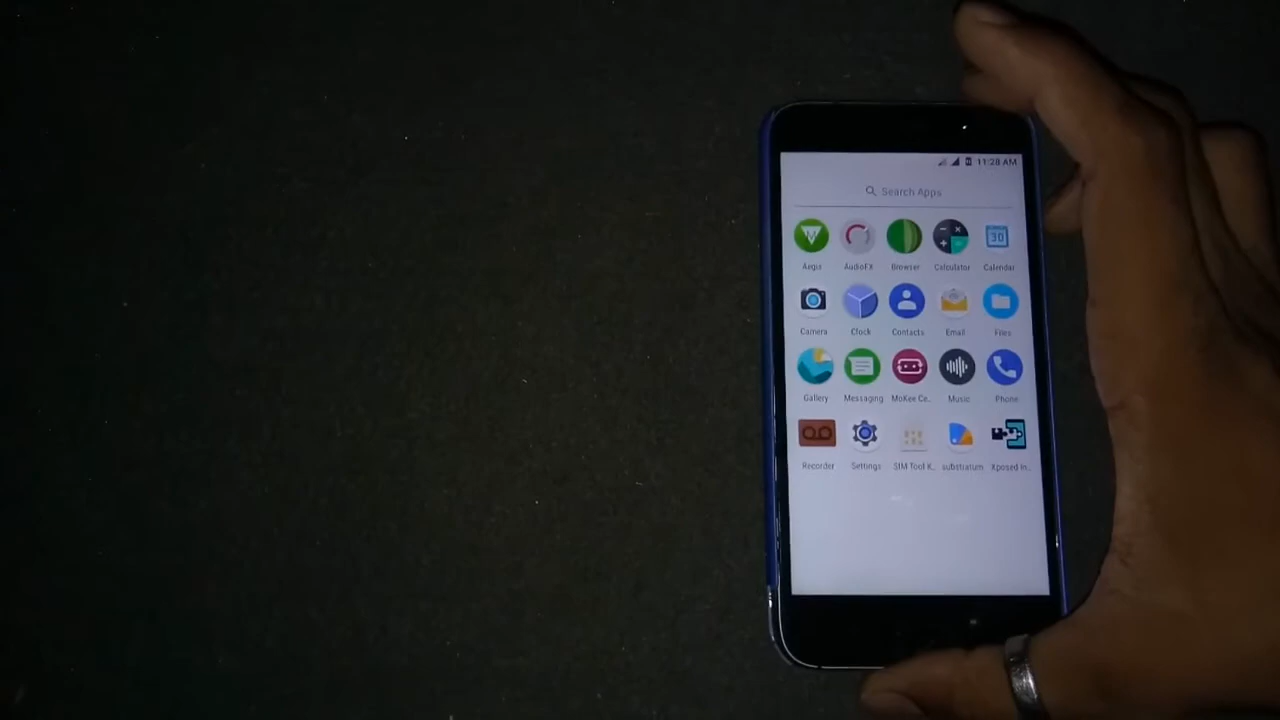 11:28 AM
Search Apps
Aegis AudioFX Browser Calculator Calendar
30
Camera Clock Contacts Email Files
Gallery Messaging MoKee Ce.. Music Phone
Recorder Settings SIM Tool K.. substratum Xposed In..